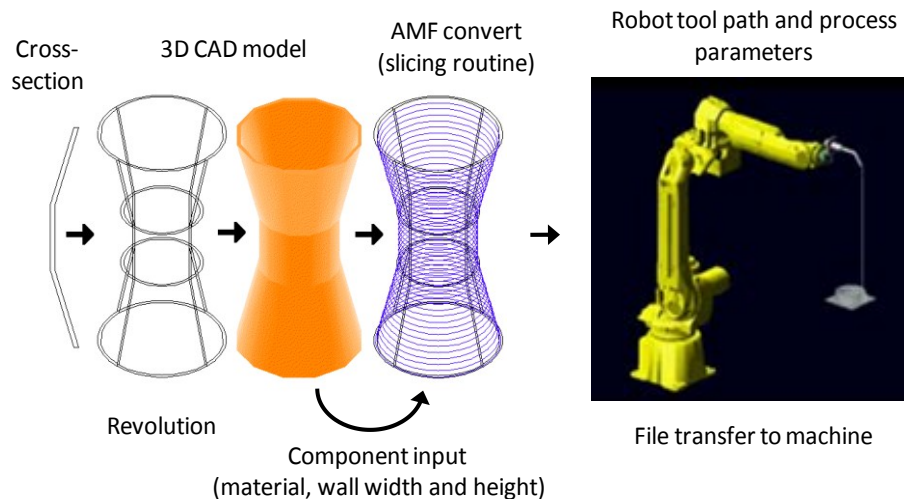 Cross-
section
3D CAD model
AMF convert
(slicing routine)
Robot tool path and process
parameters
Revolution
Component input
(material, wall width and height)
File transfer to machine